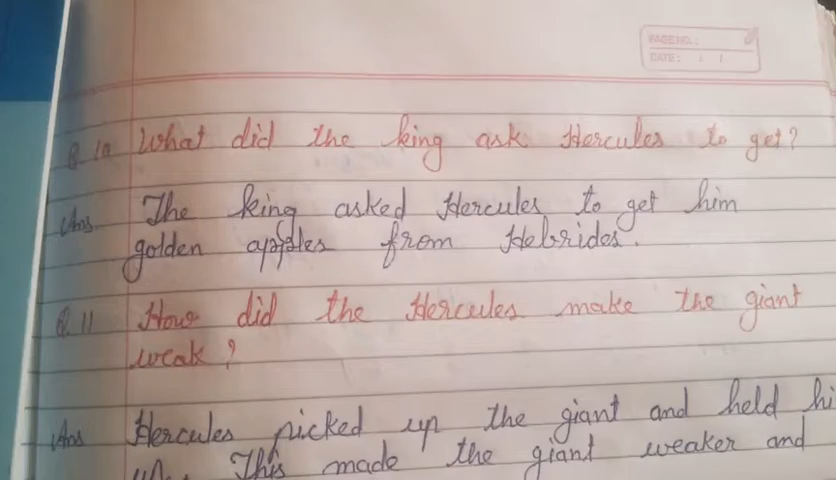 PAGE NO.:
DATE: / /
Q 10 What did the king ask Hercules to get?
Ans The king asked Hercules to get him
golden apples from Hebrides.
Q 11 How did the Hercules make the giant
weak?
Ans Hercules picked up the giant and held hi
up. This made the giant weaker and